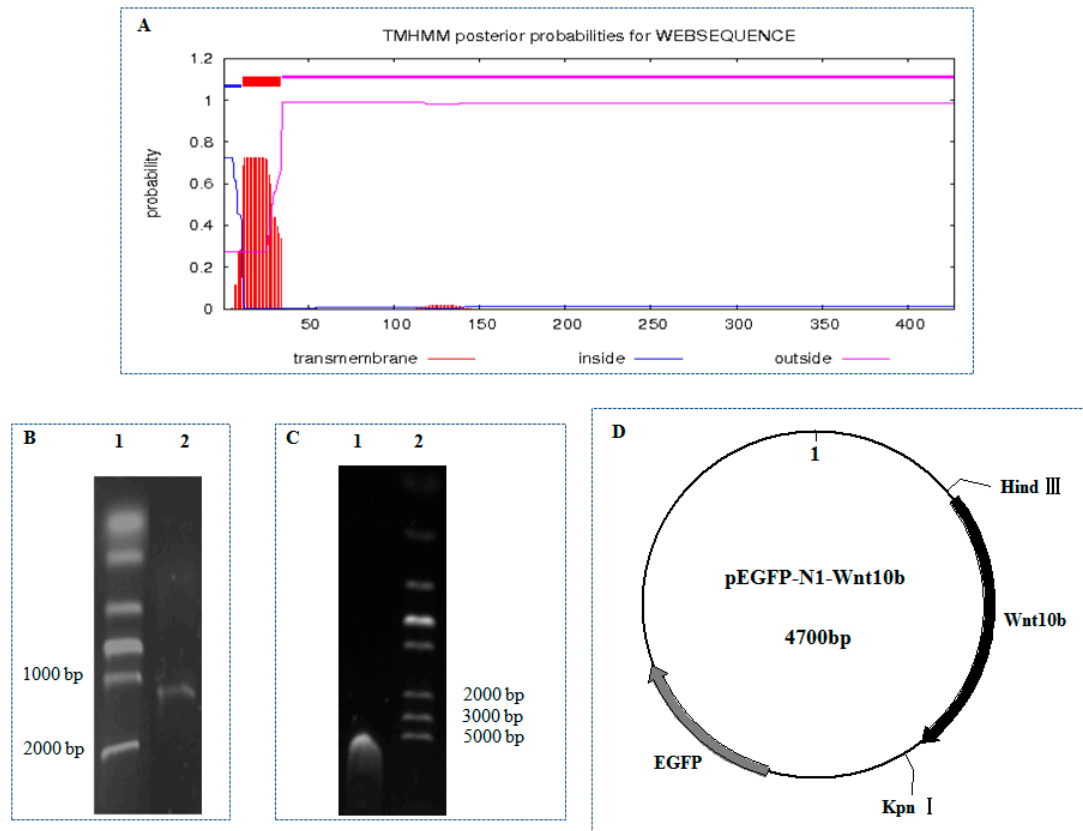 A
TMHMM posterior probabilities for WEBSEQUENCE
1.2
1
0.8
0.6
0.4
0.2
0
probability
50 100 150 200 250 300 350 400
transmembrane inside outside
B
1 2
1000 bp
2000 bp
C
1 2
2000 bp
3000 bp
5000 bp
D
1
Hind Ⅲ
pEGFP-N1-Wnt10b
4700bp
Wnt10b
EGFP
Kpn Ⅰ